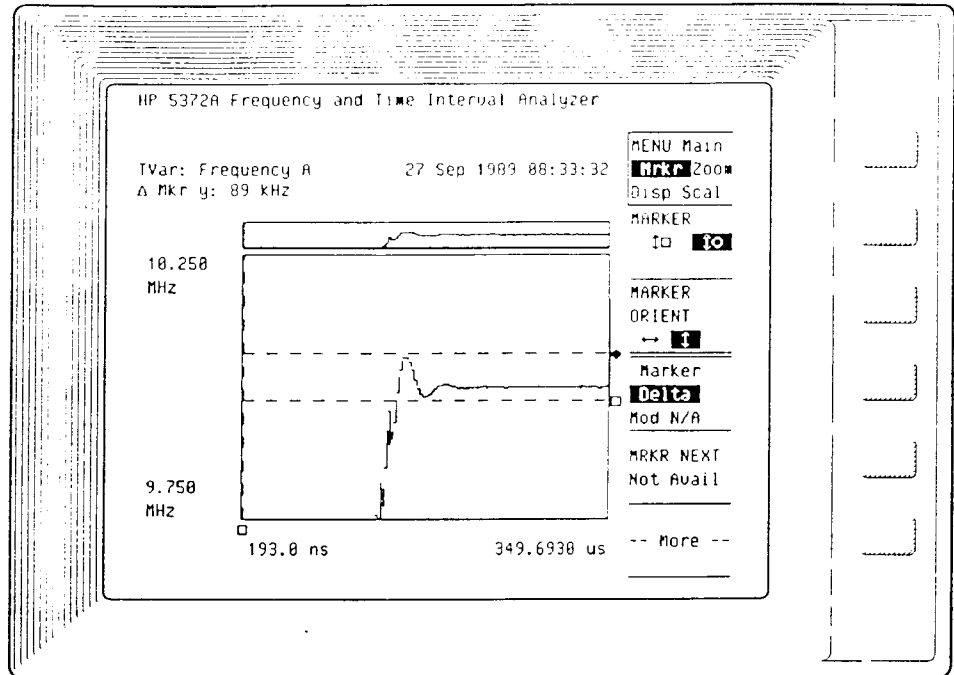 HP 5372A Frequency and Time Interval Analyzer
TVar: Frequency A 27 Sep 1989 08:33:32
Δ Mkr y: 89 kHz
10.250
MHz
9.750
MHz
193.0 ns 349.6930 us
MENU Main
Mrkr Zoom
Disp Scal
MARKER
MARKER
ORIENT
↔ ↕
Marker
Delta
Mod N/A
MRKR NEXT
Not Avail
-- More --